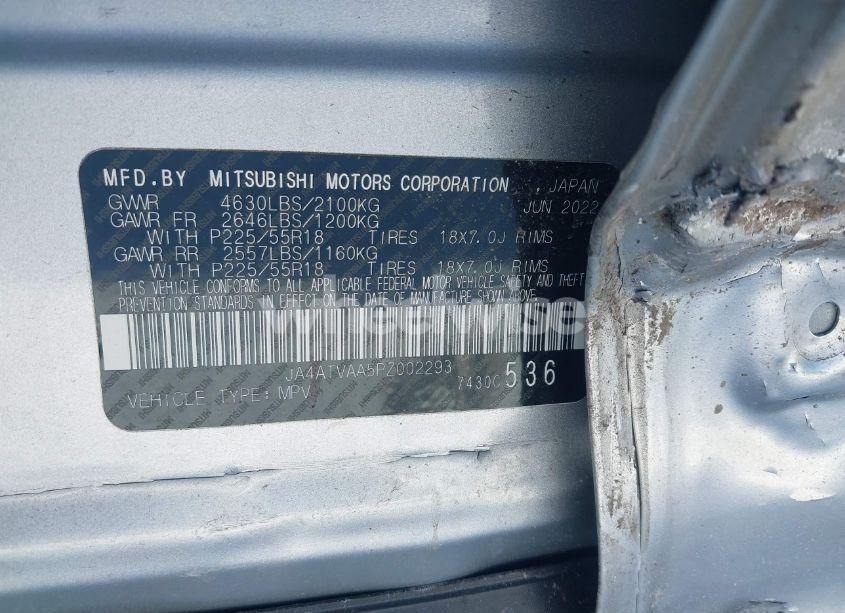 MFD.BY MITSUBISHI MOTORS CORPORATION , JAPAN
GVWR 4630LBS/2100KG JUN 2022
GAWR FR 2646LBS/1200KG
WITH P225/55R18 TIRES 18X7.0J RIMS
GAWR RR 2557LBS/1160KG
WITH P225/55R18 TIRES 18X7.0J RIMS
THIS VEHICLE CONFORMS TO ALL APPLICABLE FEDERAL MOTOR VEHICLE SAFETY AND THEFT
PREVENTION STANDARDS IN EFFECT ON THE DATE OF MANUFACTURE SHOWN ABOVE.
wheelwise
JA4ATVAA5PZ002293
7430C 536
VEHICLE TYPE: MPV